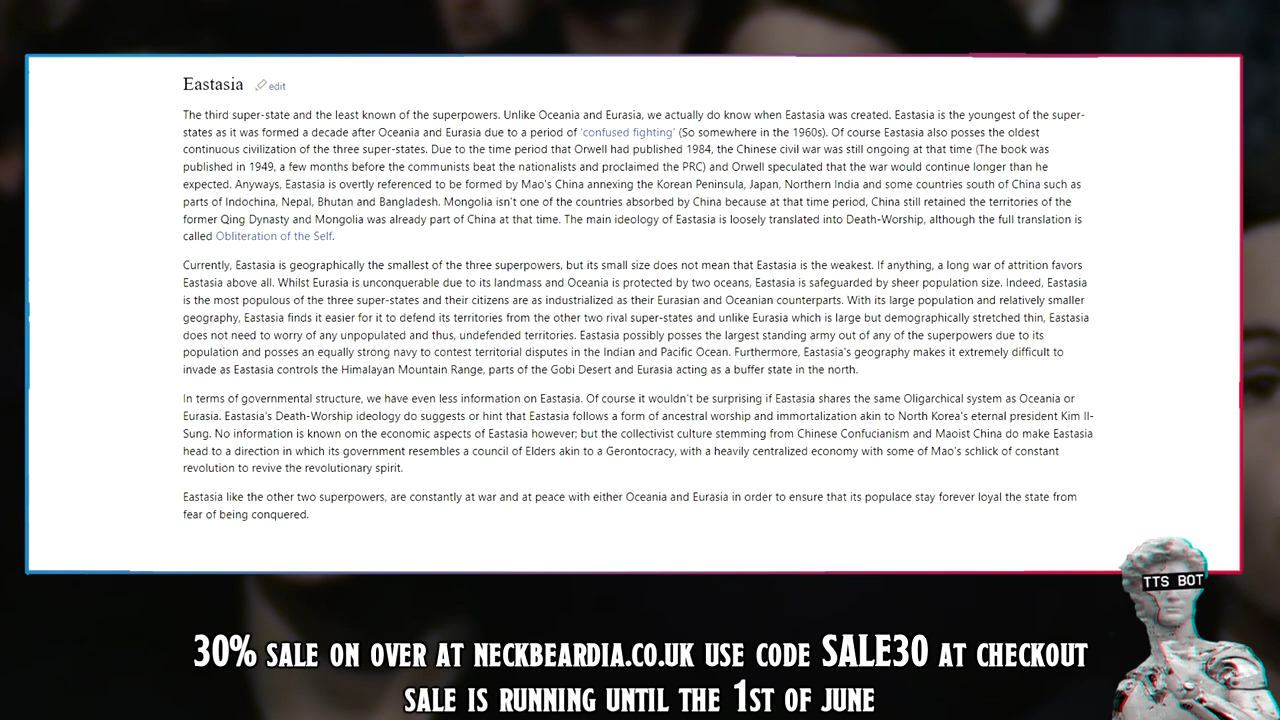 Eastasia edit
The third super-state and the least known of the superpowers. Unlike Oceania and Eurasia, we actually do know when Eastasia was created. Eastasia is the youngest of the super-
states as it was formed a decade after Oceania and Eurasia due to a period of 'confused fighting' (So somewhere in the 1960s). Of course Eastasia also posses the oldest
continuous civilization of the three super-states. Due to the time period that Orwell had published 1984, the Chinese civil war was still ongoing at that time (The book was
published in 1949, a few months before the communists beat the nationalists and proclaimed the PRC) and Orwell speculated that the war would continue longer than he
expected. Anyways, Eastasia is overtly referenced to be formed by Mao's China annexing the Korean Peninsula, Japan, Northern India and some countries south of China such as
parts of Indochina, Nepal, Bhutan and Bangladesh. Mongolia isn't one of the countries absorbed by China because at that time period, China still retained the territories of the
former Qing Dynasty and Mongolia was already part of China at that time. The main ideology of Eastasia is loosely translated into Death-Worship, although the full translation is
called Obliteration of the Self.
Currently, Eastasia is geographically the smallest of the three superpowers, but its small size does not mean that Eastasia is the weakest. If anything, a long war of attrition favors
Eastasia above all. Whilst Eurasia is unconquerable due to its landmass and Oceania is protected by two oceans, Eastasia is safeguarded by sheer population size. Indeed, Eastasia
is the most populous of the three super-states and their citizens are as industrialized as their Eurasian and Oceanian counterparts. With its large population and relatively smaller
geography, Eastasia finds it easier for it to defend its territories from the other two rival super-states and unlike Eurasia which is large but demographically stretched thin, Eastasia
does not need to worry of any unpopulated and thus, undefended territories. Eastasia possibly posses the largest standing army out of any of the superpowers due to its
population and posses an equally strong navy to contest territorial disputes in the Indian and Pacific Ocean. Furthermore, Eastasia's geography makes it extremely difficult to
invade as Eastasia controls the Himalayan Mountain Range, parts of the Gobi Desert and Eurasia acting as a buffer state in the north.
In terms of governmental structure, we have even less information on Eastasia. Of course it wouldn't be surprising if Eastasia shares the same Oligarchical system as Oceania or
Eurasia. Eastasia's Death-Worship ideology do suggests or hint that Eastasia follows a form of ancestral worship and immortalization akin to North Korea's eternal president Kim Il-
Sung. No information is known on the economic aspects of Eastasia however; but the collectivist culture stemming from Chinese Confucianism and Maoist China do make Eastasia
head to a direction in which its government resembles a council of Elders akin to a Gerontocracy, with a heavily centralized economy with some of Mao's schlick of constant
revolution to revive the revolutionary spirit.
Eastasia like the other two superpowers, are constantly at war and at peace with either Oceania and Eurasia in order to ensure that its populace stay forever loyal the state from
fear of being conquered.
TTS BOT
30% SALE ON OVER AT NECKBEARDIA.CO.UK USE CODE SALE30 AT CHECKOUT
SALE IS RUNNING UNTIL THE 1ST OF JUNE